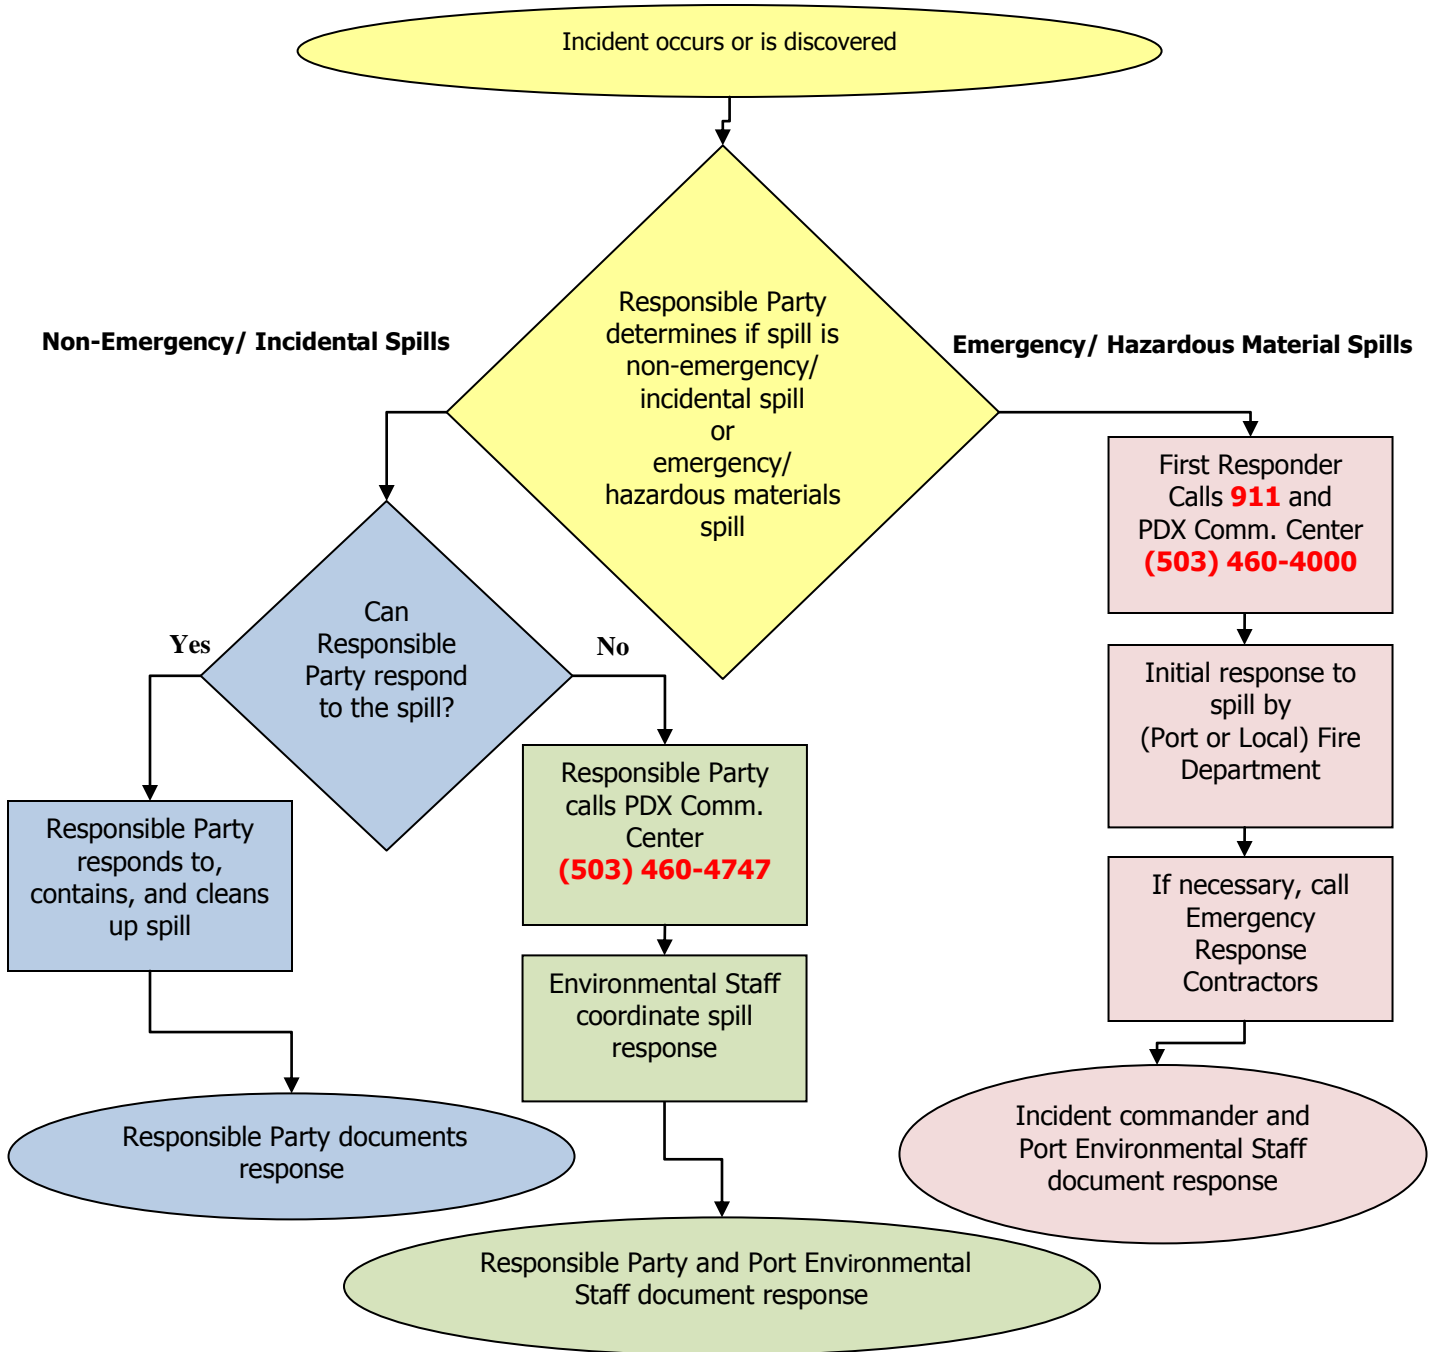 Incident occurs or is discovered
Responsible Party
determines if spill is
non-emergency/
incidental spill
or
emergency/
hazardous materials
spill
Non-Emergency/ Incidental Spills
Emergency/ Hazardous Material Spills
Can
Responsible
Party respond
to the spill?
Yes
No
Responsible Party
responds to,
contains, and cleans
up spill
Responsible Party documents
response
Responsible Party
calls PDX Comm.
Center
(503) 460-4747
Environmental Staff
coordinate spill
response
Responsible Party and Port Environmental
Staff document response
First Responder
Calls 911 and
PDX Comm. Center
(503) 460-4000
Initial response to
spill by
(Port or Local) Fire
Department
If necessary, call
Emergency
Response
Contractors
Incident commander and
Port Environmental Staff
document response